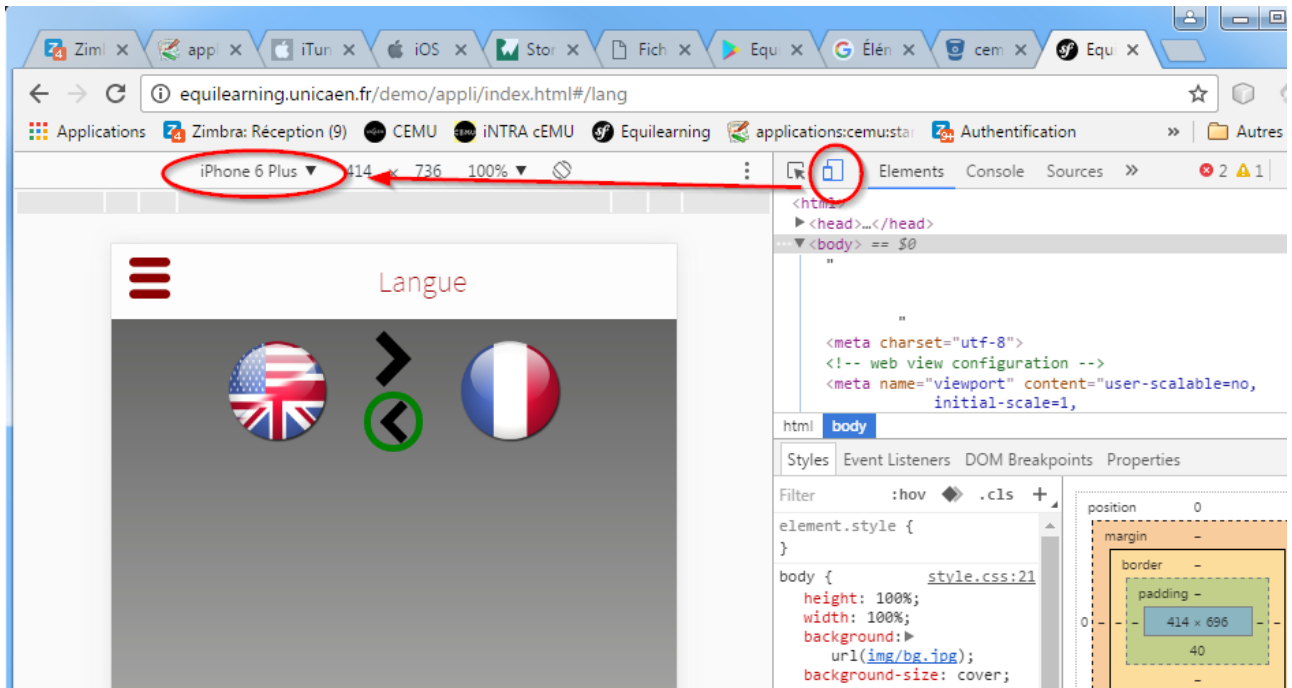 Ziml
appl
iTun
iOS
Stor
Fich
Equi
Élén
cem
Equi
equilearning.unicaen.fr/demo/appli/index.html#/lang
Applications Zimbra: Réception (9) CEMU iNTRA cEMU Equilearning applications:cemu:star Authentification » Autres
iPhone 6 Plus ▼ 414 × 736 100% ▼
Elements Console Sources » 2 1
<html>
▶<head>…</head>
···▼<body> == $0
"
"
<meta charset="utf-8">
<!-- web view configuration -->
<meta name="viewport" content="user-scalable=no,
initial-scale=1,
html body
Langue
Styles Event Listeners DOM Breakpoints Properties
Filter :hov .cls +
element.style {
}
body { style.css:21
height: 100%;
width: 100%;
background:▶
url(img/bg.jpg);
background-size: cover;
position 0
margin -
border -
padding -
0 - - - 414 × 696 - -
40
-